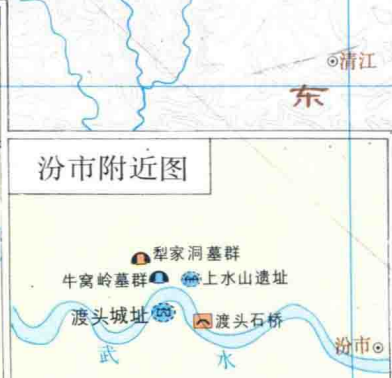 清江
东
汾市附近图
犁家洞墓群
牛窝岭墓群
上水山遗址
渡头城址
渡头石桥
汾市
武水